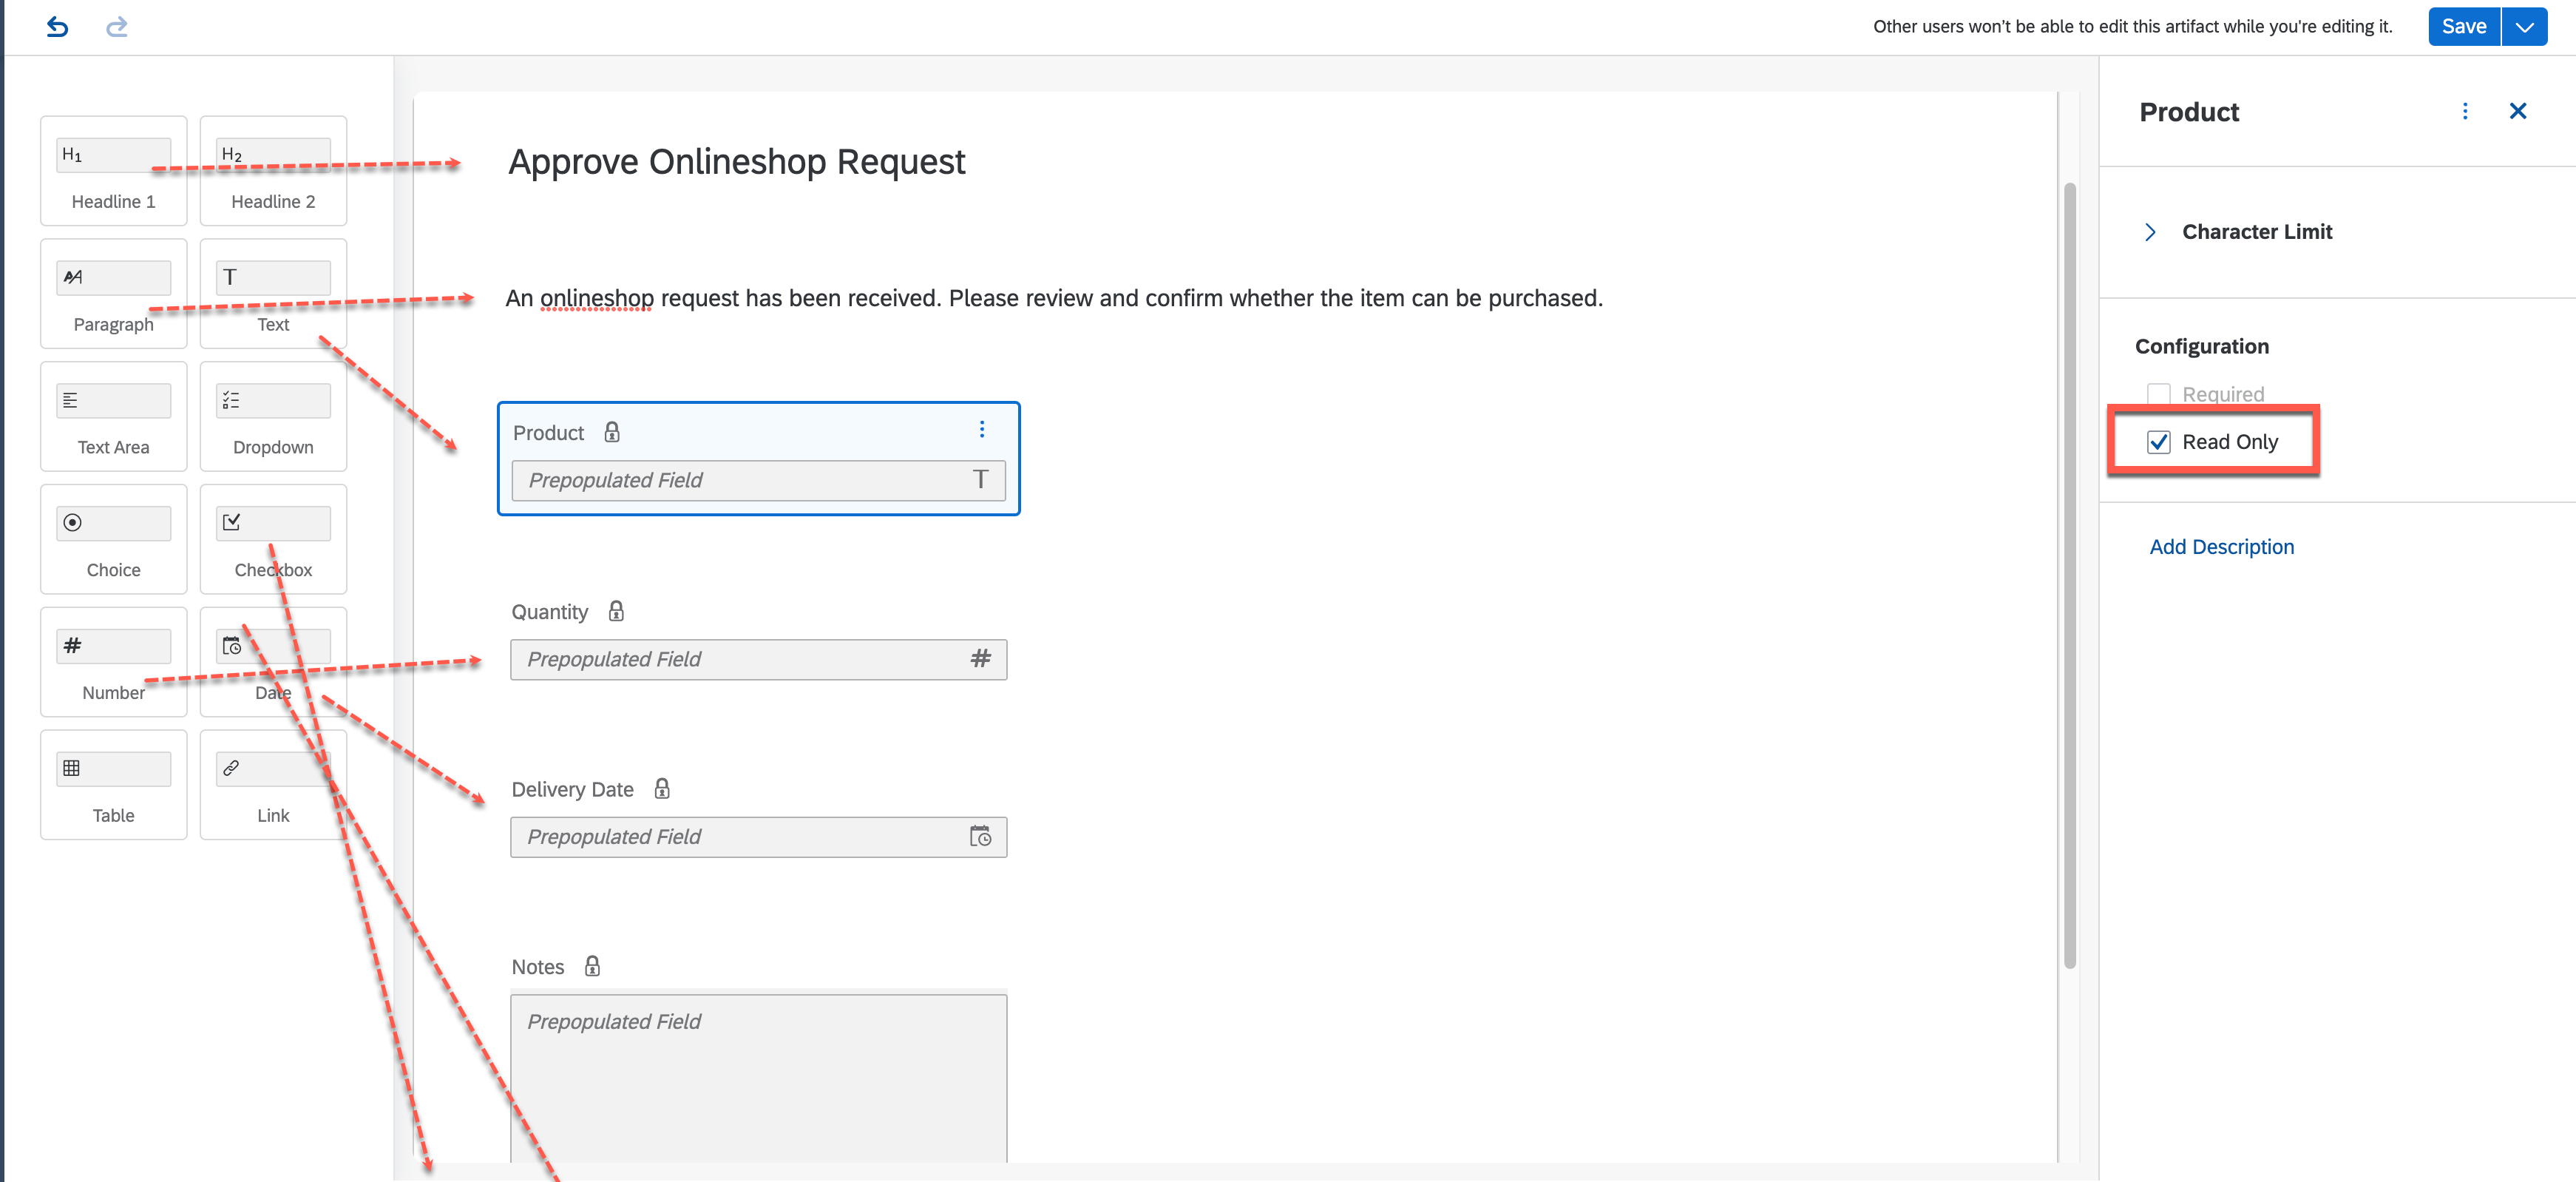 Other users won't be able to edit this artifact while you're editing it.
Save
H1
Headline 1
H2
Headline 2
Paragraph
T
Text
Text Area
Dropdown
Choice
Checkbox
#
Number
Date
Table
Link
Approve Onlineshop Request
An onlineshop request has been received. Please review and confirm whether the item can be purchased.
Product
Prepopulated Field T
Quantity
Prepopulated Field #
Delivery Date
Prepopulated Field
Notes
Prepopulated Field
Product
Character Limit
Configuration
Required
Read Only
Add Description